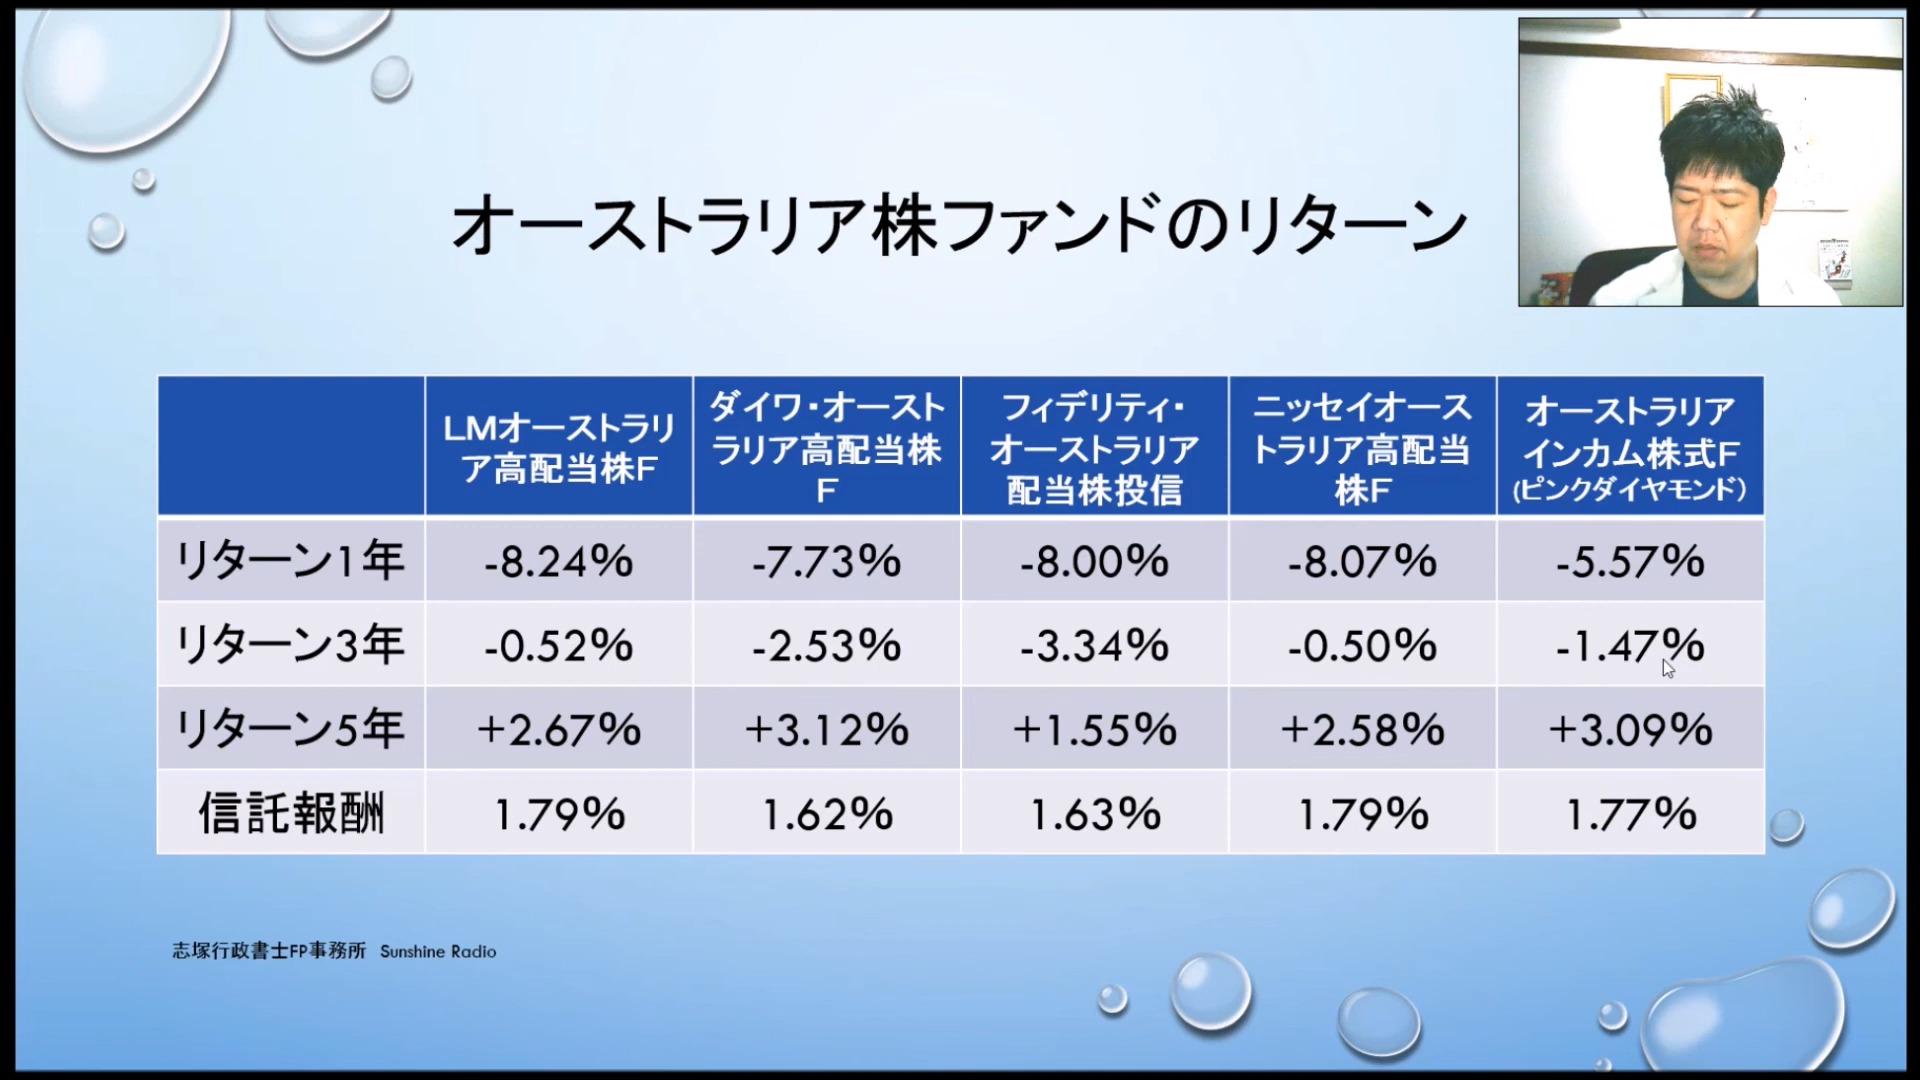 オーストラリア株ファンドのリターン
LMオーストラリ
ア高配当株F
ダイワ・オースト
ラリア高配当株
F
フィデリティ・
オーストラリア
配当株投信
ニッセイオース
トラリア高配当
株F
オーストラリア
インカム株式F
(ピンクダイヤモンド)
リターン1年 -8.24% -7.73% -8.00% -8.07% -5.57%
リターン3年 -0.52% -2.53% -3.34% -0.50% -1.47%
リターン5年 +2.67% +3.12% +1.55% +2.58% +3.09%
信託報酬 1.79% 1.62% 1.63% 1.79% 1.77%
志塚行政書士FP事務所 Sunshine Radio